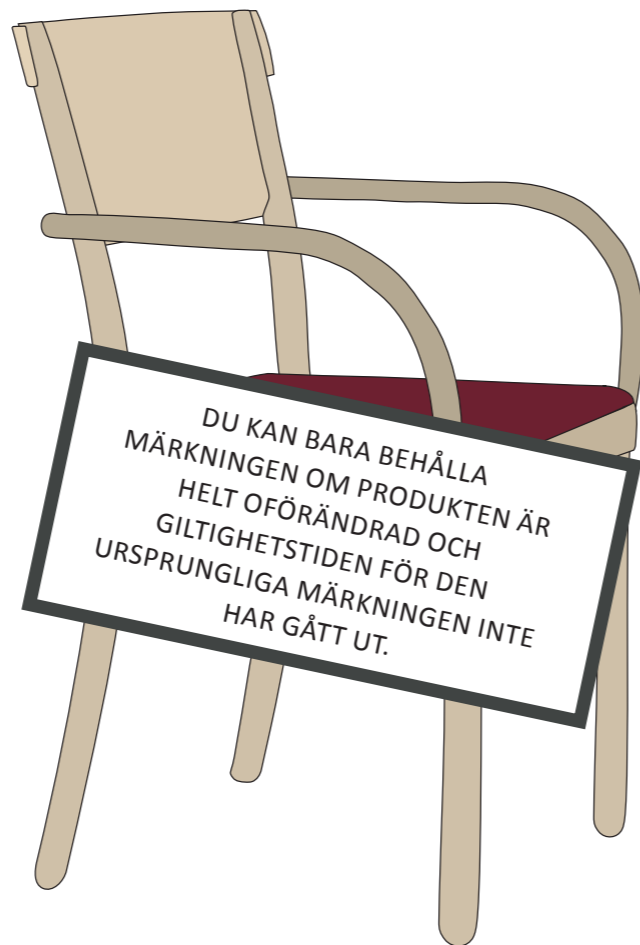 DU KAN BARA BEHÅLLA
MÄRKNINGEN OM PRODUKTEN ÄR
HELT OFÖRÄNDRAD OCH
GILTIGHETSTIDEN FÖR DEN
URSPRUNGLIGA MÄRKNINGEN INTE
HAR GÅTT UT.